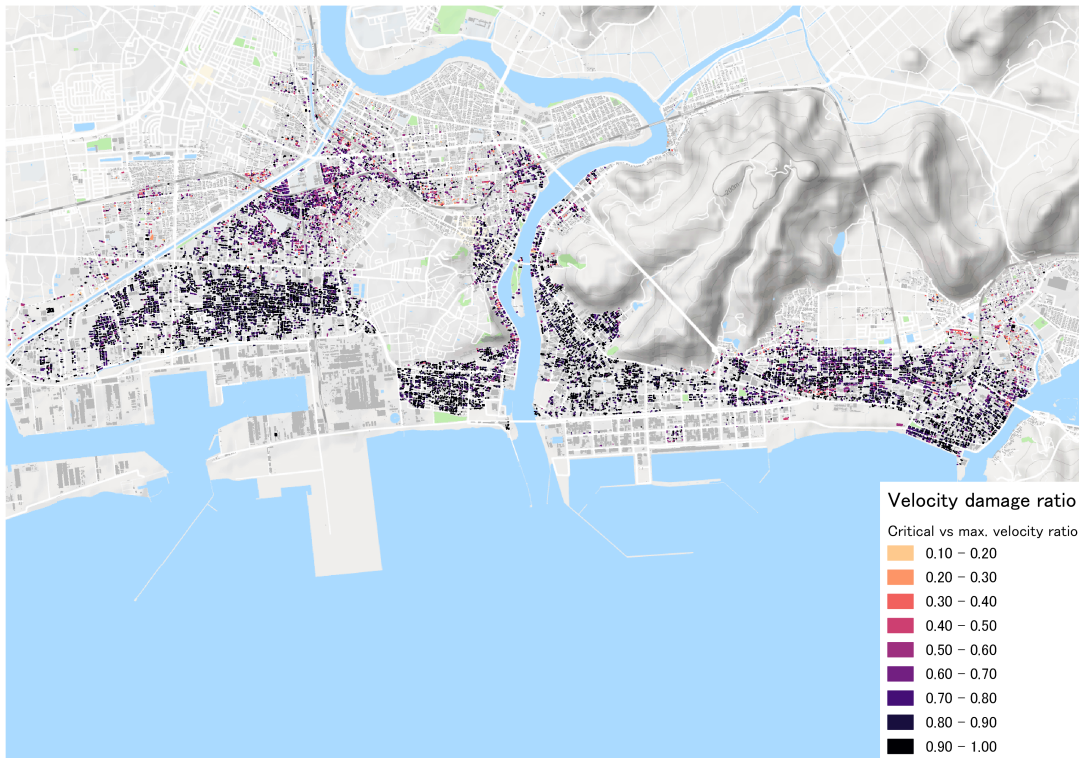 Velocity damage ratio
Critical vs max. velocity ratio
0.10 – 0.20
0.20 – 0.30
0.30 – 0.40
0.40 – 0.50
0.50 – 0.60
0.60 – 0.70
0.70 – 0.80
0.80 – 0.90
0.90 – 1.00